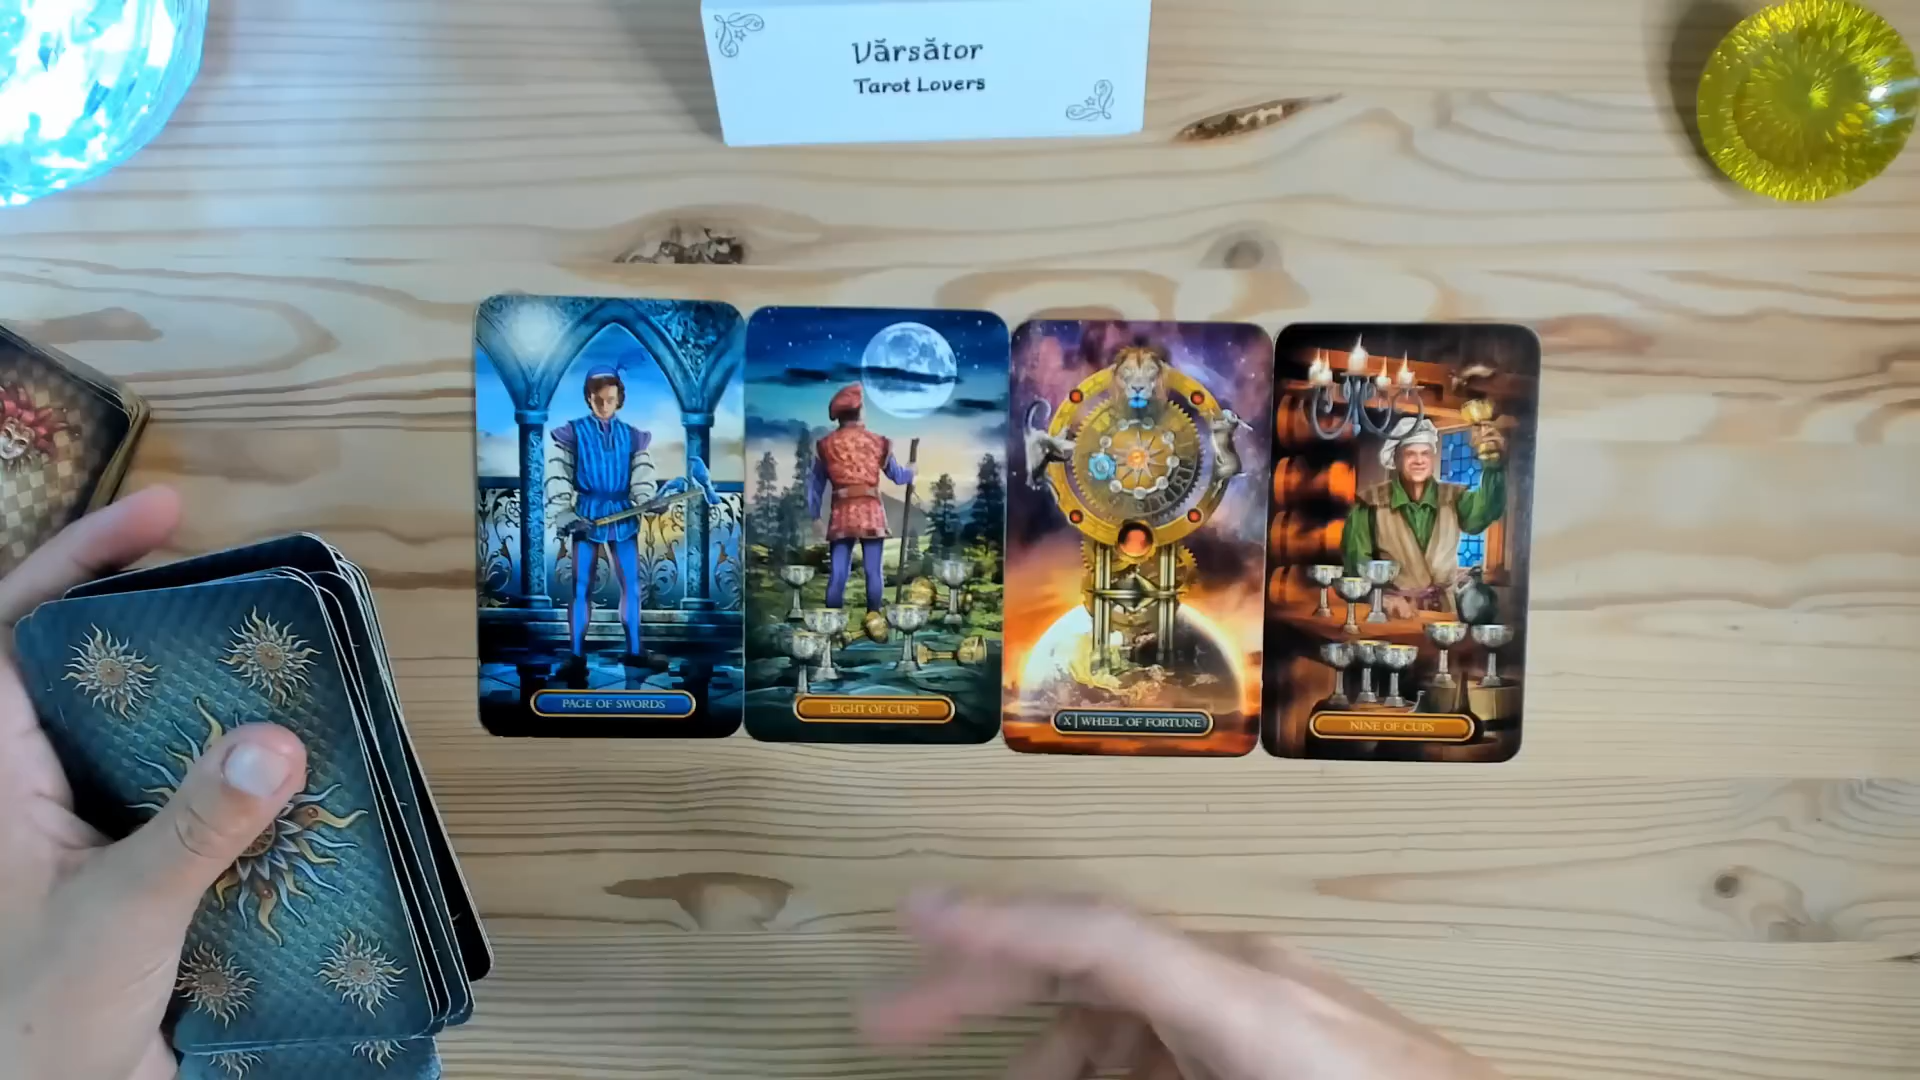 Vărsător
Tarot Lovers
PAGE OF SWORDS
EIGHT OF CUPS
X | WHEEL OF FORTUNE
NINE OF CUPS